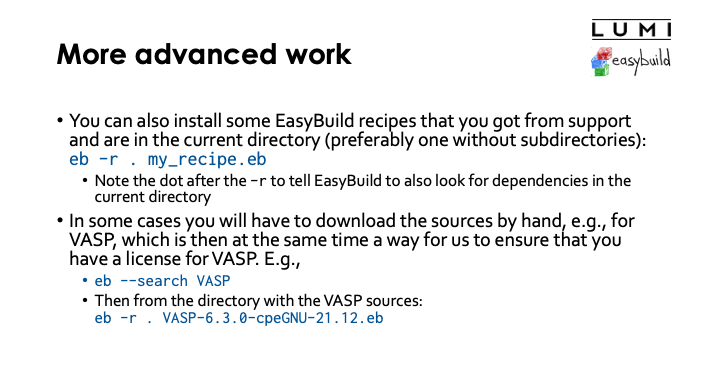 LUMI
easybuild
More advanced work
• You can also install some EasyBuild recipes that you got from support
and are in the current directory (preferably one without subdirectories):
eb -r . my_recipe.eb
• Note the dot after the -r to tell EasyBuild to also look for dependencies in the
current directory
• In some cases you will have to download the sources by hand, e.g., for
VASP, which is then at the same time a way for us to ensure that you
have a license for VASP. E.g.,
• eb --search VASP
• Then from the directory with the VASP sources:
eb -r . VASP-6.3.0-cpeGNU-21.12.eb